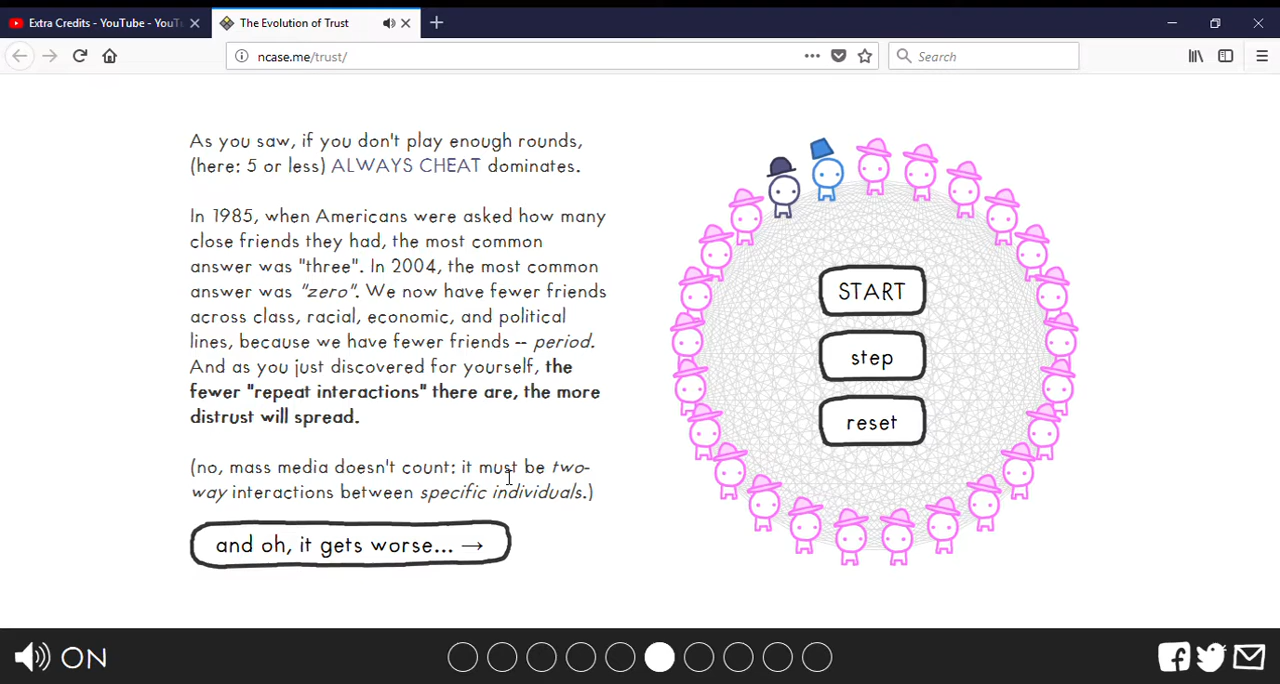 Extra Credits - YouTube - YouT
The Evolution of Trust
ncase.me/trust/
Search
As you saw, if you don't play enough rounds,
(here: 5 or less) ALWAYS CHEAT dominates.
In 1985, when Americans were asked how many
close friends they had, the most common
answer was "three". In 2004, the most common
answer was "zero". We now have fewer friends
across class, racial, economic, and political
lines, because we have fewer friends -- period.
And as you just discovered for yourself, the
fewer "repeat interactions" there are, the more
distrust will spread.
(no, mass media doesn't count: it must be two-
way interactions between specific individuals.)
and oh, it gets worse... →
START
step
reset
ON